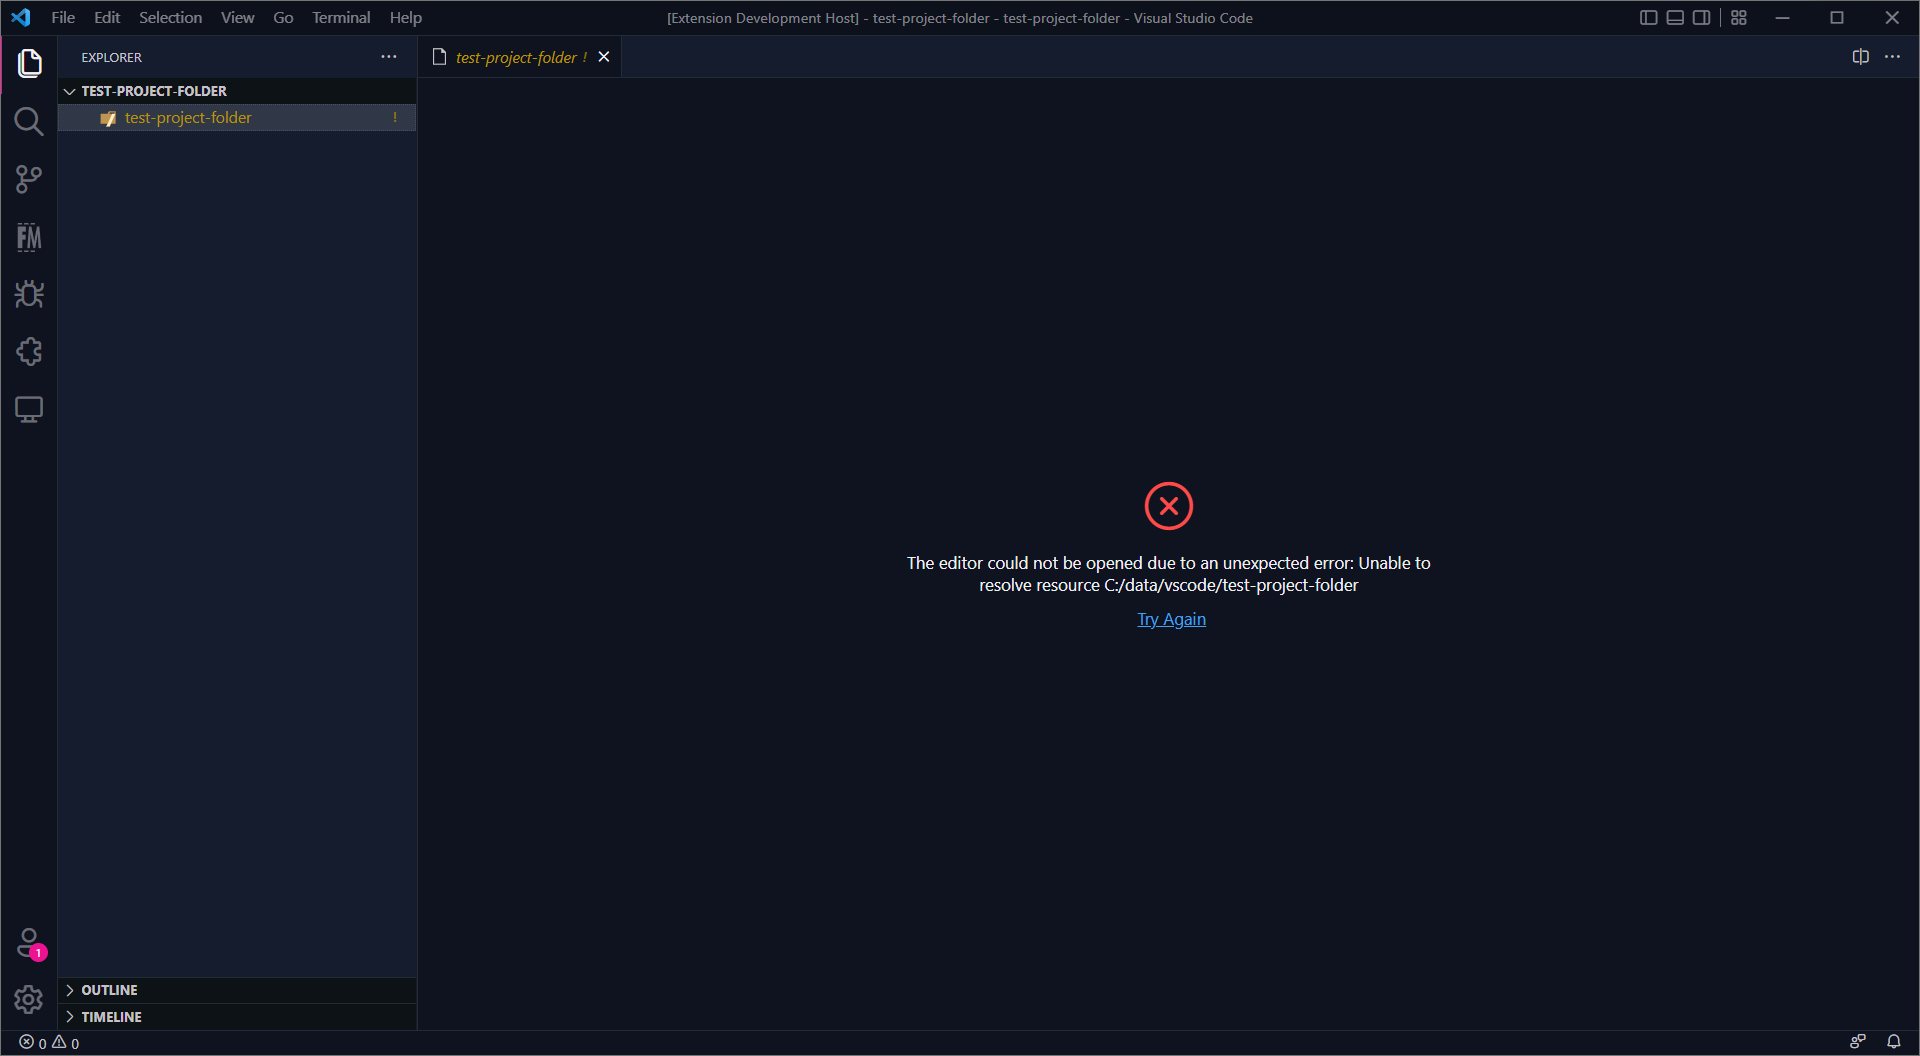 File Edit Selection View Go Terminal Help
[Extension Development Host] - test-project-folder - test-project-folder - Visual Studio Code
EXPLORER
test-project-folder !
TEST-PROJECT-FOLDER
test-project-folder !
FM
The editor could not be opened due to an unexpected error: Unable to
resolve resource C:/data/vscode/test-project-folder
Try Again
1
OUTLINE
TIMELINE
0 0